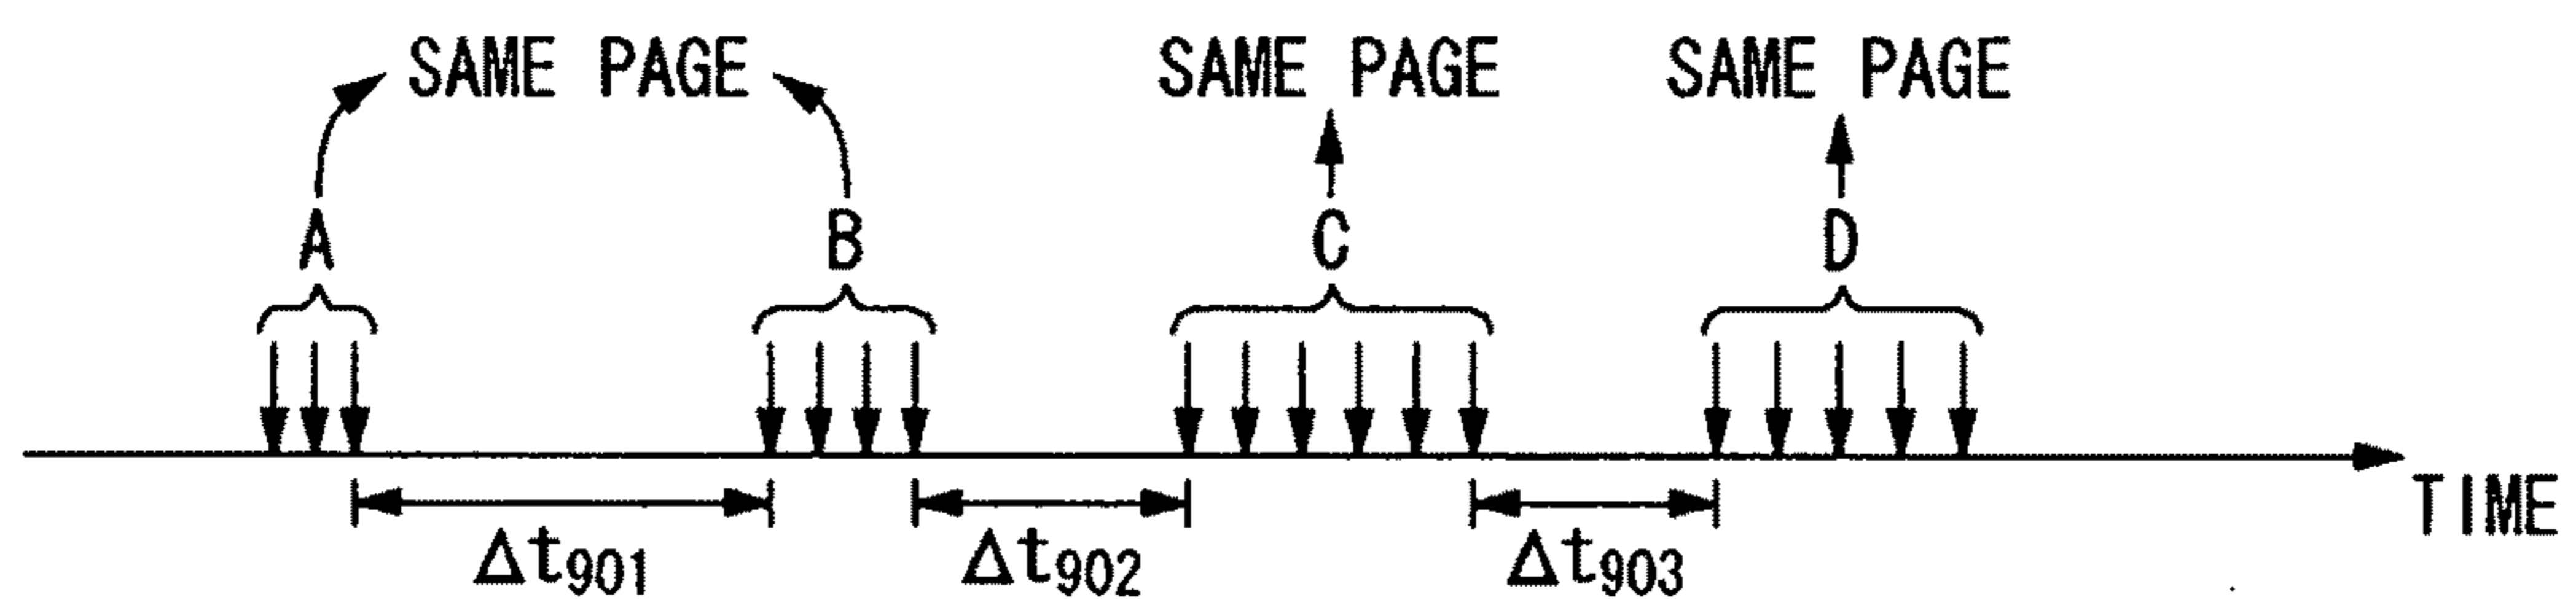 SAME PAGE SAME PAGE SAME PAGE
A B C D
TIME
Δt901 Δt902 Δt903